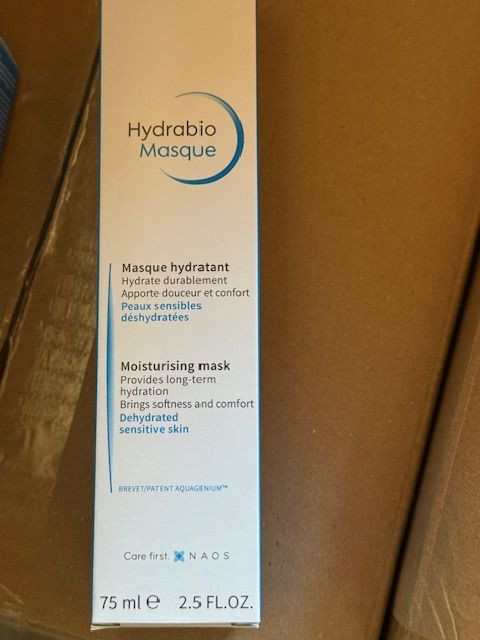 Hydrabio
Masque
Masque hydratant
Hydrate durablement
Apporte douceur et confort
Peaux sensibles
déshydratées
Moisturising mask
Provides long-term
hydration
Brings softness and comfort
Dehydrated
sensitive skin
BREVET/PATENT AQUAGENIUM™
Care first. NAOS
75 ml ℮ 2.5 FL.OZ.